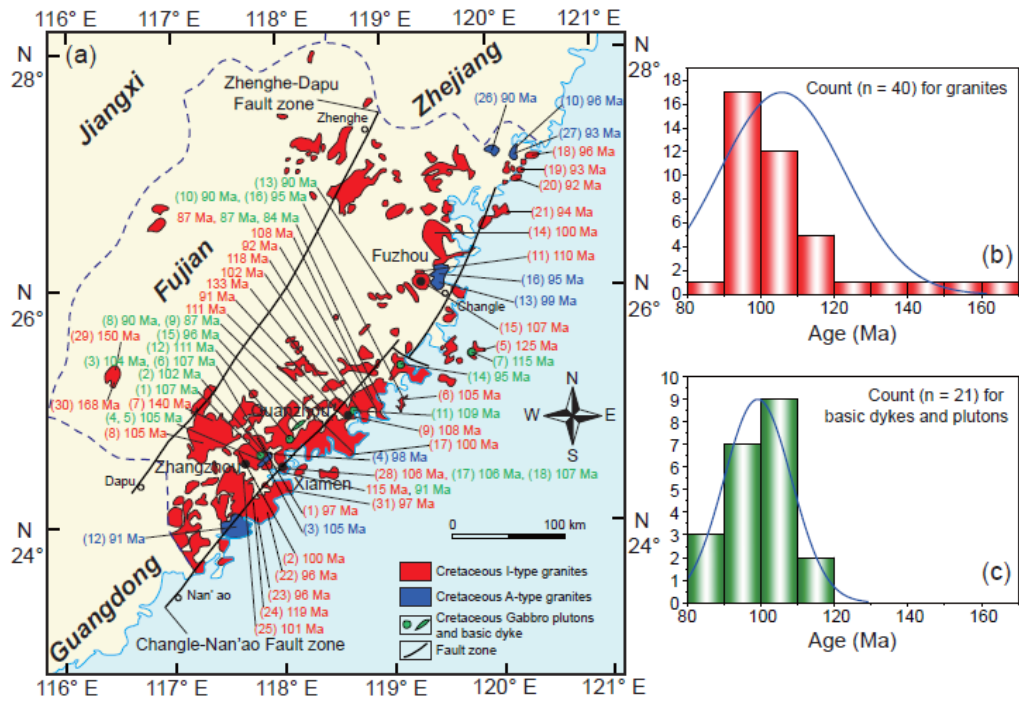 116° E 117° E 118° E 119° E 120° E 121° E
N
28°
N
26°
N
24°
(a)
Jiangxi
Zhejiang
Fujian
Guangdong
Zhenghe-Dapu
Fault zone
Zhenghe
(26) 90 Ma
(10) 96 Ma
(27) 93 Ma
(18) 96 Ma
(19) 93 Ma
(20) 92 Ma
(21) 94 Ma
(14) 100 Ma
Fuzhou
(11) 110 Ma
(16) 95 Ma
(13) 99 Ma
Changle
(15) 107 Ma
(5) 125 Ma
(7) 115 Ma
(14) 95 Ma
(13) 90 Ma
(10) 90 Ma, (16) 95 Ma
87 Ma, 87 Ma, 84 Ma
108 Ma
92 Ma
118 Ma
102 Ma
133 Ma
91 Ma
111 Ma
(8) 90 Ma, (9) 87 Ma
(15) 96 Ma
(29) 150 Ma
(12) 111 Ma
(3) 104 Ma, (6) 107 Ma
(2) 102 Ma
(1) 107 Ma
(30) 168 Ma
(7) 140 Ma
(4, 5) 105 Ma
(8) 105 Ma
Quanzhou
(6) 105 Ma
(11) 109 Ma
(9) 108 Ma
(17) 100 Ma
N
W E
S
Zhangzhou
(4) 98 Ma
(28) 106 Ma, (17) 106 Ma, (18) 107 Ma
Xiamen
115 Ma, 91 Ma
(31) 97 Ma
Dapu
(1) 97 Ma
(3) 105 Ma
0 100 km
(12) 91 Ma
(2) 100 Ma
(22) 96 Ma
(23) 96 Ma
(24) 119 Ma
(25) 101 Ma
Nan' ao
Changle-Nan'ao Fault zone
Cretaceous I-type granites
Cretaceous A-type granites
Cretaceous Gabbro plutons
and basic dyke
Fault zone
116° E 117° E 118° E 119° E 120° E 121° E
N
28°
N
26°
N
24°
18
16
14
12
10
8
6
4
2
0
Count (n = 40) for granites
(b)
80 100 120 140 160
Age (Ma)
10
9
8
7
6
5
4
3
2
1
0
Count (n = 21) for
basic dykes and plutons
(c)
80 100 120 140 160
Age (Ma)